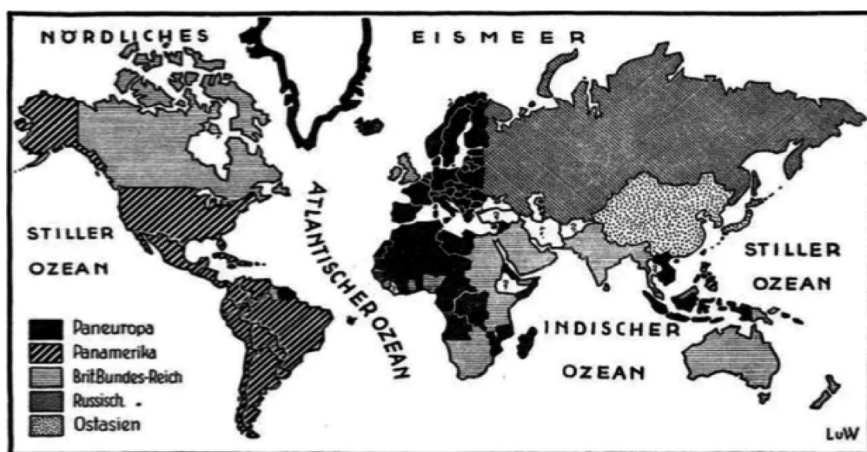 NÖRDLICHES EISMEER
STILLER
OZEAN
ATLANTISCHER OZEAN
?
?
?
?
STILLER
OZEAN
INDISCHER
OZEAN
Paneuropa
Panamerika
Brit.Bundes-Reich
Russisch.
Ostasien
LuW